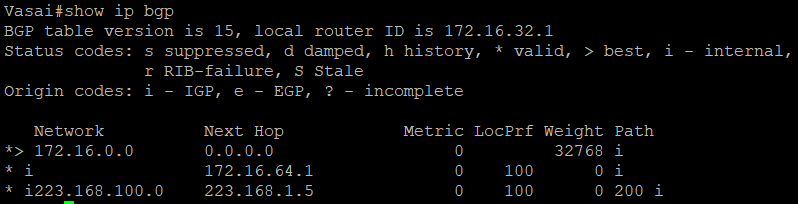 Vasai#show ip bgp
BGP table version is 15, local router ID is 172.16.32.1
Status codes: s suppressed, d damped, h history, * valid, > best, i - internal,
              r RIB-failure, S Stale
Origin codes: i - IGP, e - EGP, ? - incomplete

   Network          Next Hop            Metric LocPrf Weight Path
*> 172.16.0.0       0.0.0.0                  0         32768 i
* i                 172.16.64.1              0    100      0 i
* i223.168.100.0    223.168.1.5              0    100      0 200 i